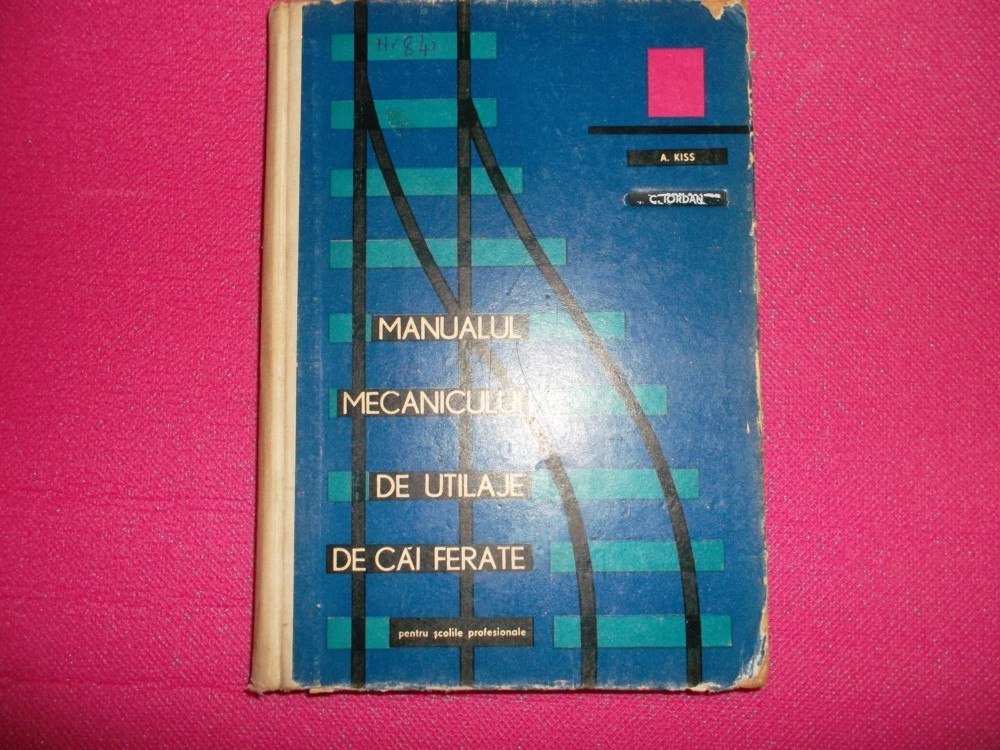 A. KISS
C. IORDAN
MANUALUL
MECANICULUI
DE UTILAJE
DE CĂI FERATE
pentru școlile profesionale